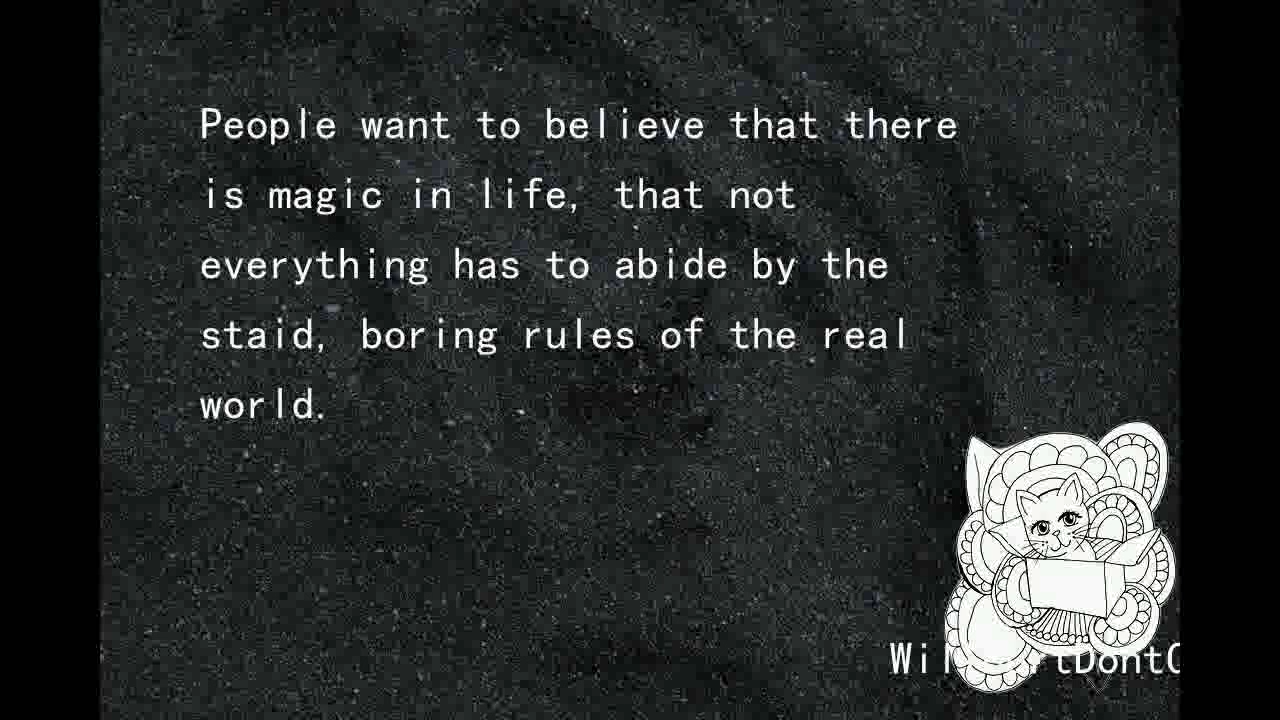 People want to believe that there
is magic in life, that not
everything has to abide by the
staid, boring rules of the real
world.